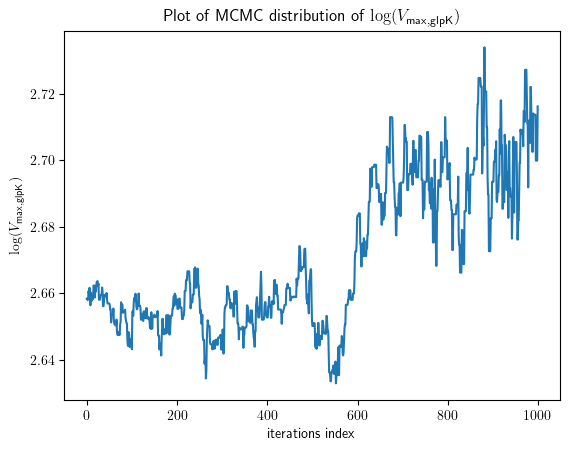 Plot of MCMC distribution of log(V_max,glpK)
log(V_max,glpK)
2.72
2.70
2.68
2.66
2.64
0 200 400 600 800 1000
iterations index